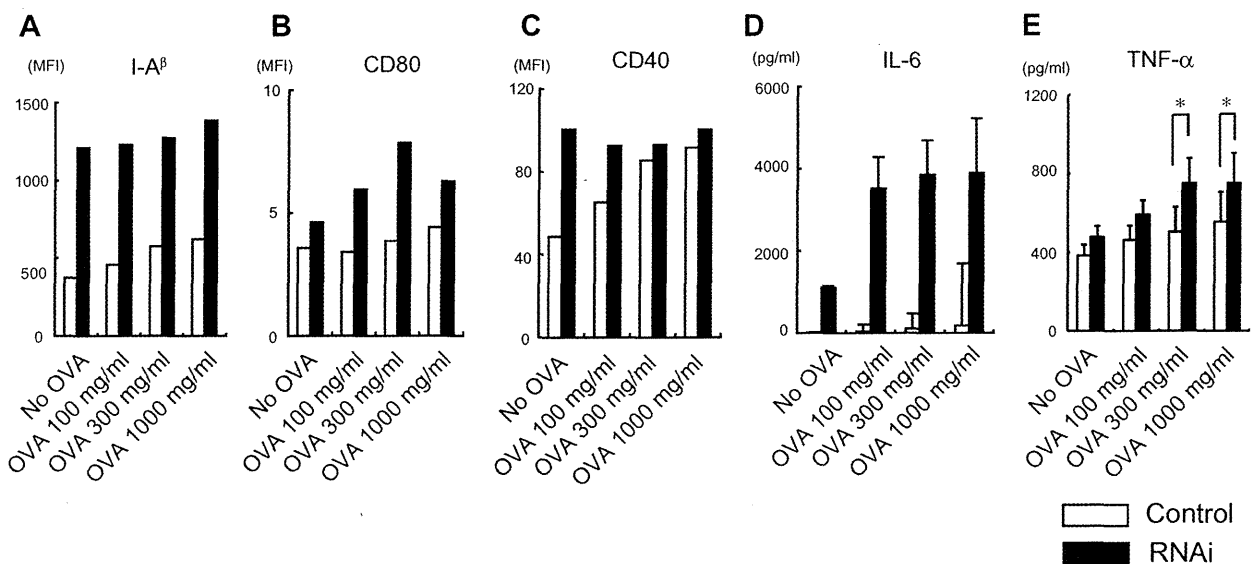 A
(MFI)
I-Aᵝ
1500
1000
500
0
No OVA
OVA 100 mg/ml
OVA 300 mg/ml
OVA 1000 mg/ml
B
(MFI)
CD80
10
5
0
No OVA
OVA 100 mg/ml
OVA 300 mg/ml
OVA 1000 mg/ml
C
(MFI)
CD40
120
80
40
0
No OVA
OVA 100 mg/ml
OVA 300 mg/ml
OVA 1000 mg/ml
D
(pg/ml)
IL-6
6000
4000
2000
0
No OVA
OVA 100 mg/ml
OVA 300 mg/ml
OVA 1000 mg/ml
E
(pg/ml)
TNF-α
1200
800
400
0
*
*
No OVA
OVA 100 mg/ml
OVA 300 mg/ml
OVA 1000 mg/ml
Control
RNAi